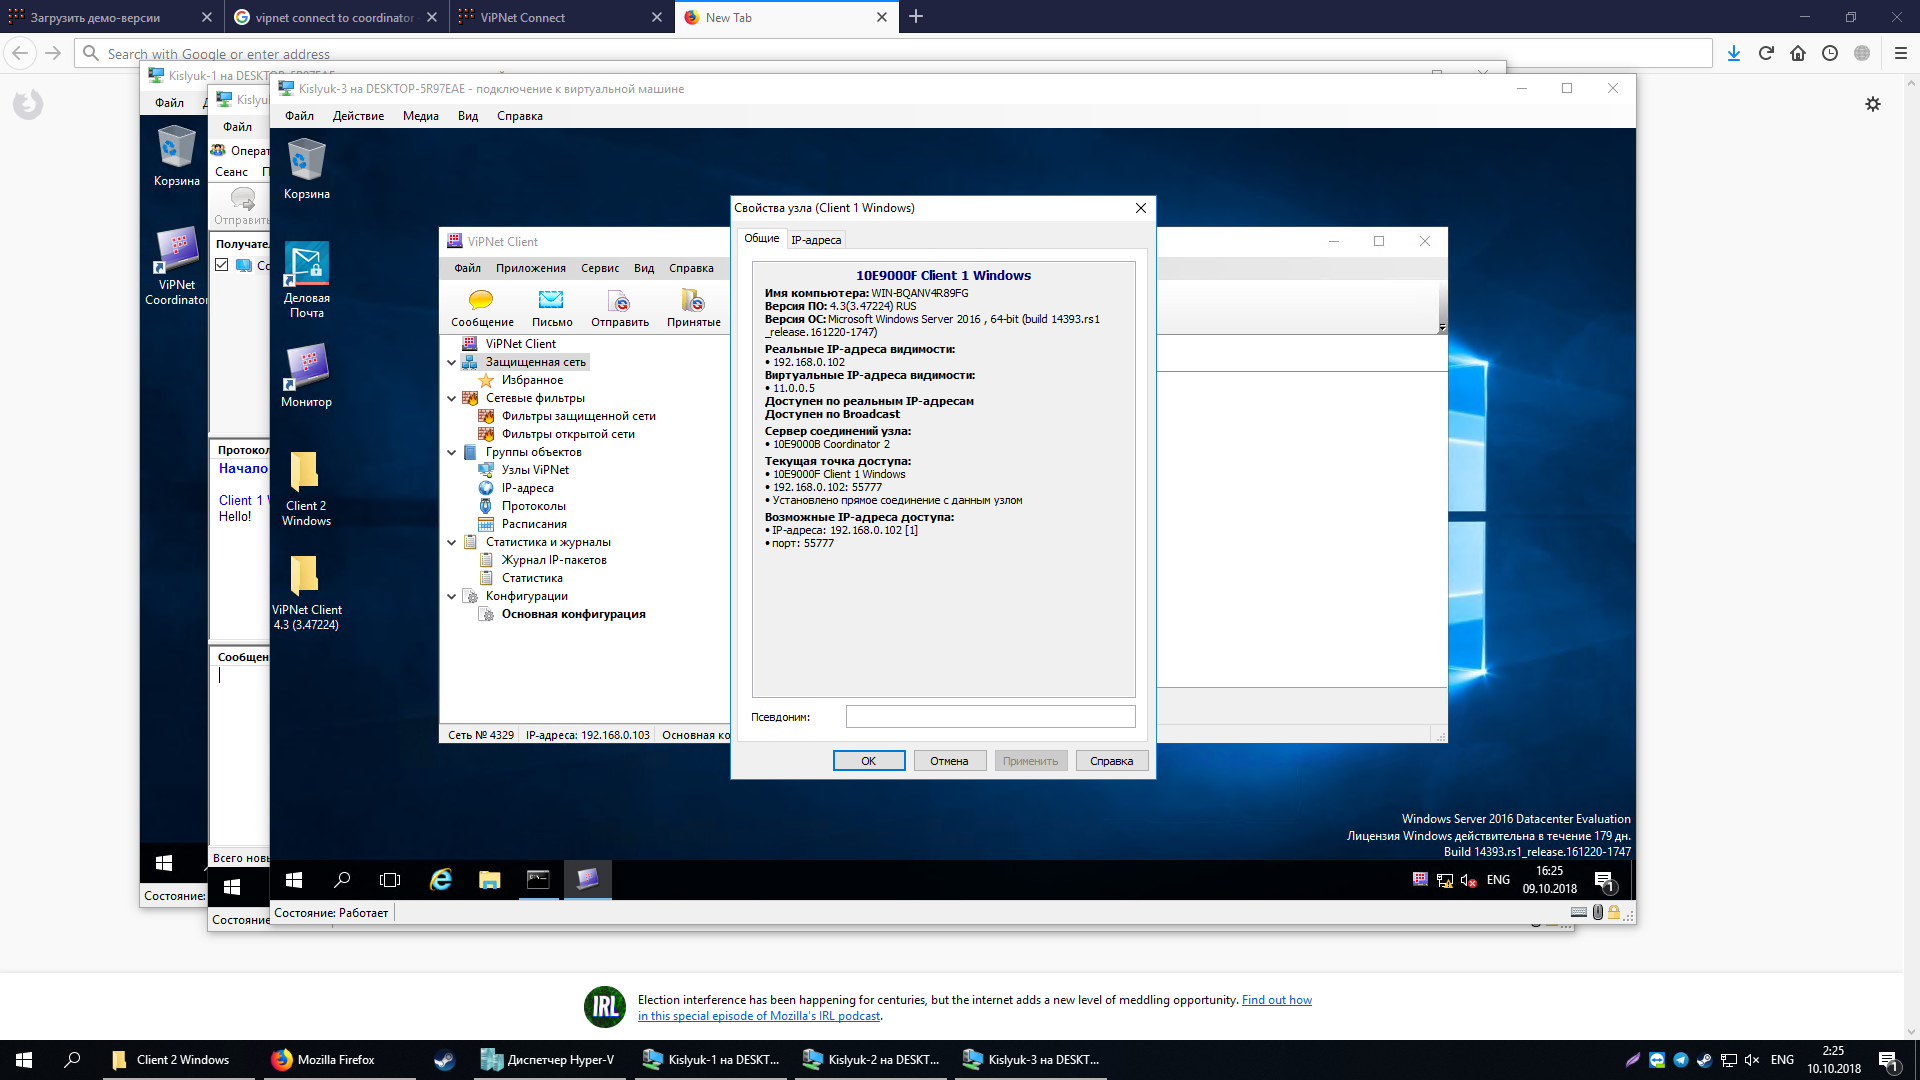 Загрузить демо-версии
vipnet connect to coordinator
ViPNet Connect
New Tab
Search with Google or enter address
Kislyuk-1 на DESKTOP-5R97EAE
Файл
Kislyuk
Файл
Операт
Сеанс
Отправить
Получател
Со
Протокол
Начало
Client 1 W
Hello!
Сообщен
Всего новы
Состояние:
Состояние
Корзина
ViPNet
Coordinator
Kislyuk-3 на DESKTOP-5R97EAE - подключение к виртуальной машине
Файл Действие Медиа Вид Справка
Корзина
Деловая
Почта
Монитор
Client 2
Windows
ViPNet Client
4.3 (3.47224)
ViPNet Client
Файл Приложения Сервис Вид Справка
Сообщение Письмо Отправить Принятые
ViPNet Client
Защищенная сеть
Избранное
Сетевые фильтры
Фильтры защищенной сети
Фильтры открытой сети
Группы объектов
Узлы ViPNet
IP-адреса
Протоколы
Расписания
Статистика и журналы
Журнал IP-пакетов
Статистика
Конфигурации
Основная конфигурация
Сеть № 4329 IP-адреса: 192.168.0.103 Основная ко
Свойства узла (Client 1 Windows)
Общие IP-адреса
10E9000F Client 1 Windows
Имя компьютера: WIN-BQANV4R89FG
Версия ПО: 4.3(3.47224) RUS
Версия ОС: Microsoft Windows Server 2016 , 64-bit (build 14393.rs1
_release.161220-1747)
Реальные IP-адреса видимости:
• 192.168.0.102
Виртуальные IP-адреса видимости:
• 11.0.0.5
Доступен по реальным IP-адресам
Доступен по Broadcast
Сервер соединений узла:
• 10E9000B Coordinator 2
Текущая точка доступа:
• 10E9000F Client 1 Windows
• 192.168.0.102: 55777
• Установлено прямое соединение с данным узлом
Возможные IP-адреса доступа:
• IP-адреса: 192.168.0.102 [1]
• порт: 55777
Псевдоним:
OK Отмена Применить Справка
Windows Server 2016 Datacenter Evaluation
Лицензия Windows действительна в течение 179 дн.
Build 14393.rs1_release.161220-1747
ENG 16:25
09.10.2018
1
Состояние: Работает
IRL
Election interference has been happening for centuries, but the internet adds a new level of meddling opportunity. Find out how
in this special episode of Mozilla's IRL podcast.
Client 2 Windows Mozilla Firefox Диспетчер Hyper-V Kislyuk-1 на DESKT... Kislyuk-2 на DESKT... Kislyuk-3 на DESKT...
ENG 2:25
10.10.2018
1